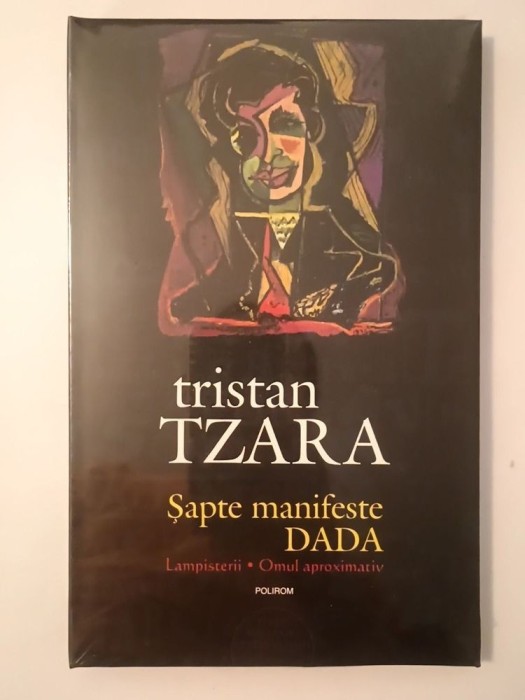 tristan
TZARA
Şapte manifeste
DADA
Lampisterii • Omul aproximativ
POLIROM